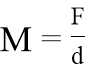 M = F/d